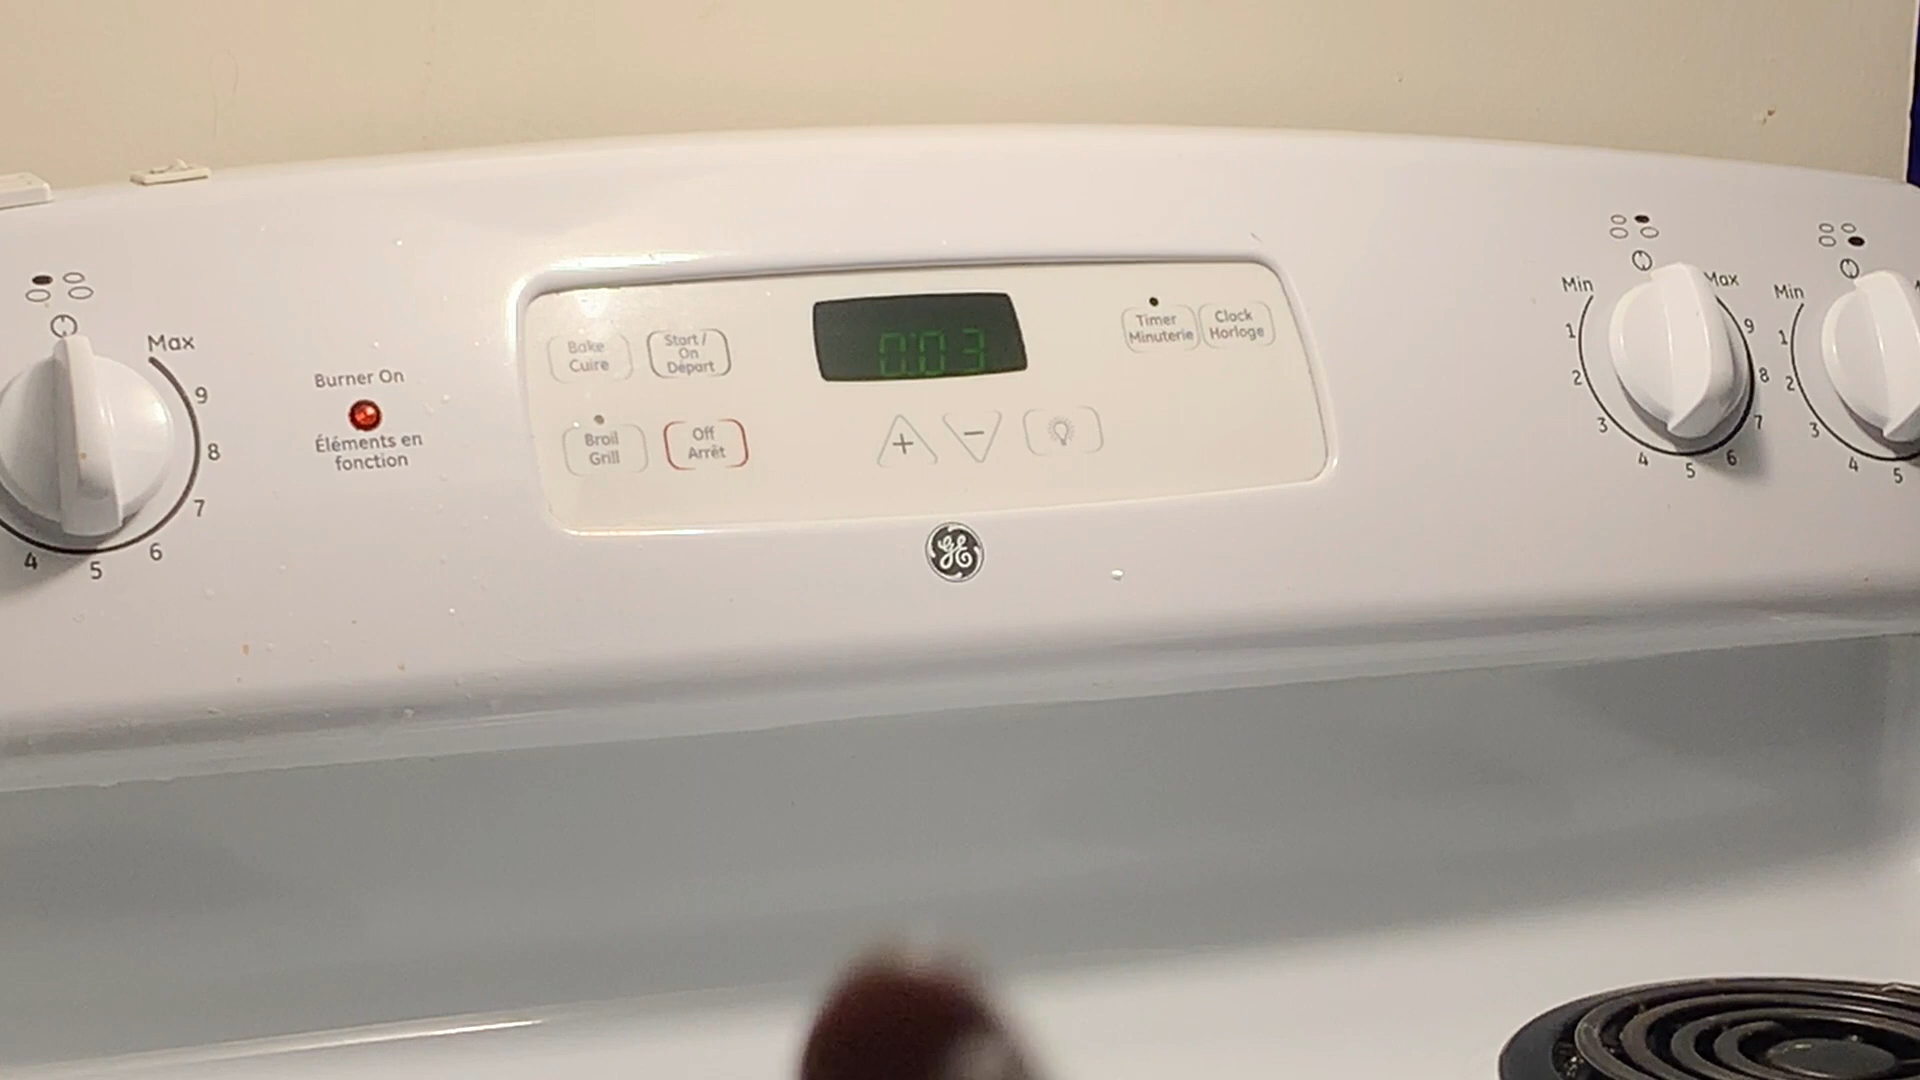 Max
9
8
7
6
5
4
Burner On
Éléments en
fonction
Bake
Cuire
Start /
On
Départ
Broil
Grill
Off
Arrêt
0:03
+
−
Timer
Minuterie
Clock
Horloge
GE
Min
1
2
3
4
5
6
7
8
9
Max
Min
1
2
3
4
5